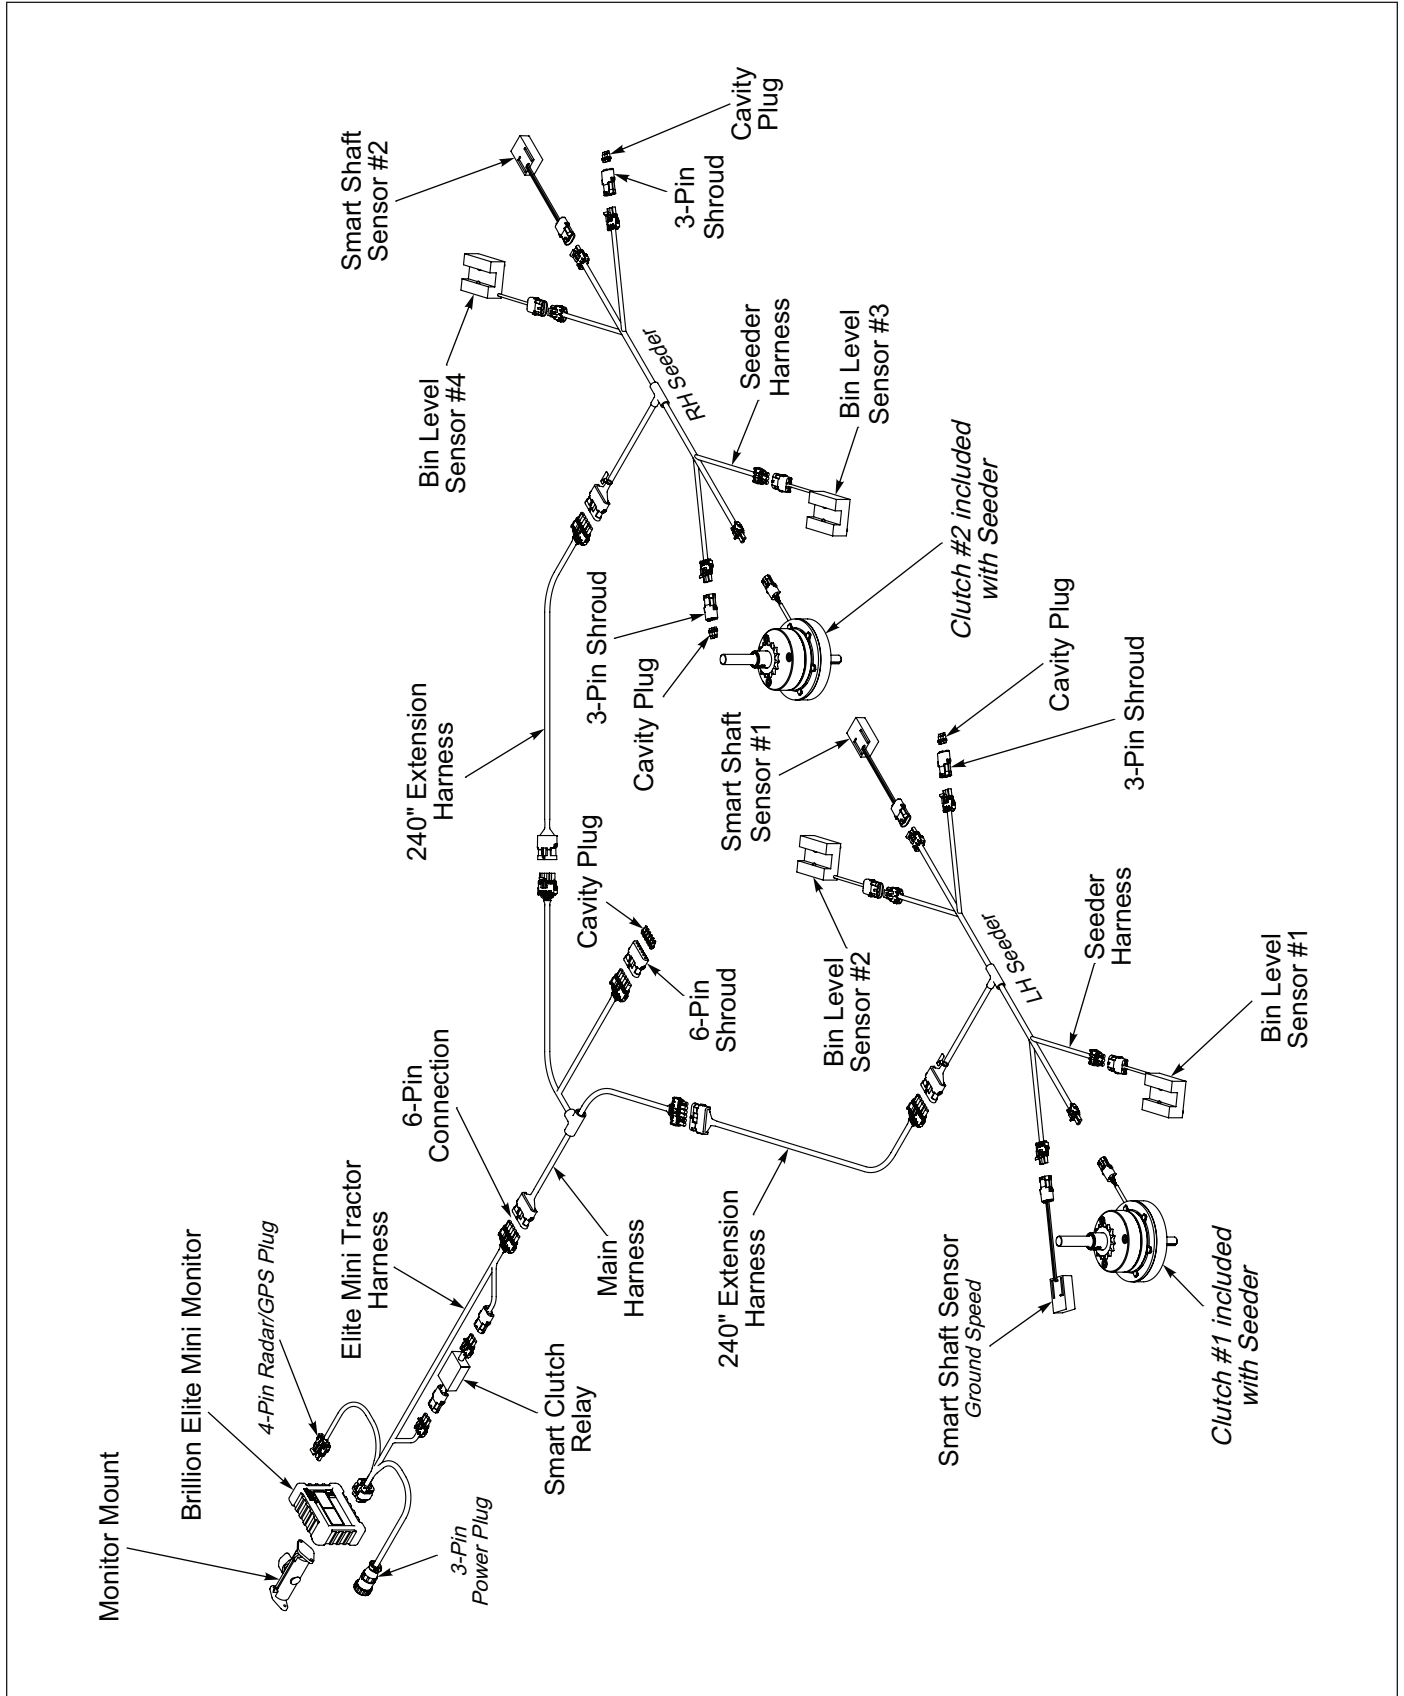 Monitor Mount
Brillion Elite Mini Monitor
4-Pin Radar/GPS Plug
Elite Mini Tractor
Harness
6-Pin
Connection
3-Pin
Power Plug
Smart Clutch
Relay
Main
Harness
240" Extension
Harness
Cavity Plug
6-Pin
Shroud
240" Extension
Harness
Bin Level
Sensor #4
Smart Shaft
Sensor #2
Cavity
Plug
3-Pin
Shroud
RH Seeder
Seeder
Harness
Bin Level
Sensor #3
3-Pin Shroud
Cavity Plug
Clutch #2 included
with Seeder
Smart Shaft
Sensor #1
Cavity Plug
3-Pin Shroud
Bin Level
Sensor #2
LH Seeder
Seeder
Harness
Bin Level
Sensor #1
Smart Shaft Sensor
Ground Speed
Clutch #1 included
with Seeder